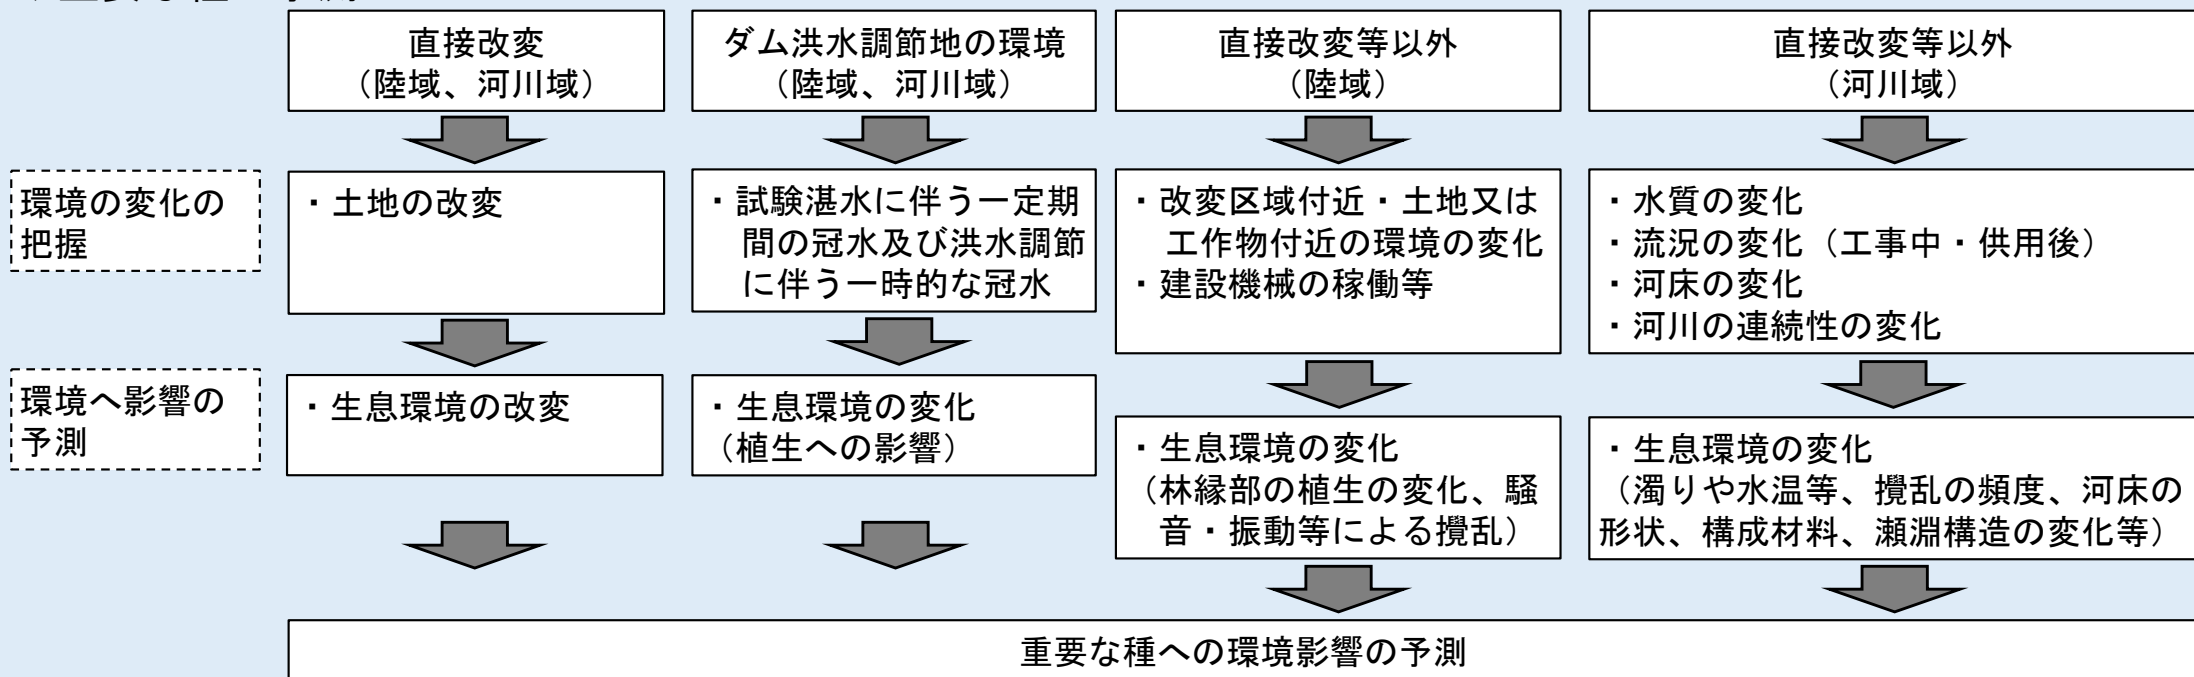 直接改変
（陸域、河川域）
ダム洪水調節地の環境
（陸域、河川域）
直接改変等以外
（陸域）
直接改変等以外
（河川域）
環境の変化の
把握
・土地の改変
・試験湛水に伴う一定期
間の冠水及び洪水調節
に伴う一時的な冠水
・改変区域付近・土地又は
工作物付近の環境の変化
・建設機械の稼働等
・水質の変化
・流況の変化（工事中・供用後）
・河床の変化
・河川の連続性の変化
環境へ影響の
予測
・生息環境の改変
・生息環境の変化
（植生への影響）
・生息環境の変化
（林縁部の植生の変化、騒
音・振動等による攪乱）
・生息環境の変化
（濁りや水温等、攪乱の頻度、河床の
形状、構成材料、瀬淵構造の変化等）
重要な種への環境影響の予測